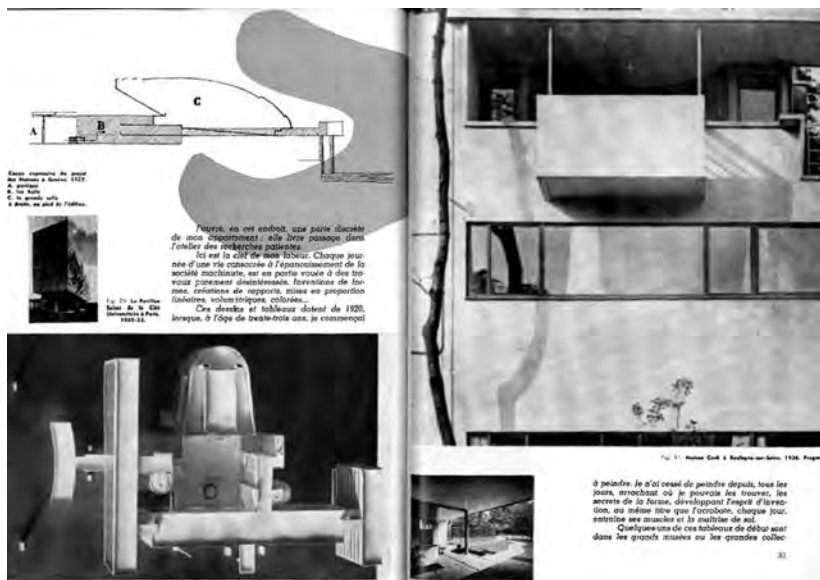 A
B
C
Coupe expressive du projet
des Nations à Genève. 1927.
A. portique
B. les halls
C. la grande salle
à droite, au pied de l'édifice.
Le Pavillon
Suisse de la Cité
Universitaire à Paris.
1930-32.
J'ouvre, en cet endroit, une porte discrète
de mon appartement : elle livre passage dans
l'atelier des recherches patientes.
Ici est la clef de mon labeur. Chaque jour-
née d'une vie consacrée à l'épanouissement de la
société machiniste, est en partie vouée à des tra-
vaux purement désintéressés. Inventions de for-
mes, créations de rapports, mises en proportion
linéaires, volumétriques, colorées...
Ces dessins et tableaux datent de 1920,
lorsque, à l'âge de trente-trois ans, je commençai
Maison Cook à Boulogne-sur-Seine. 1926.
à peindre. Je n'ai cessé de peindre depuis, tous les
jours, arrachant où je pouvais les trouver, les
secrets de la forme, développant l'esprit d'inven-
tion, au même titre que l'acrobate, chaque jour,
entraîne ses muscles et la maîtrise de soi.
Quelques-uns de ces tableaux de début sont
dans les grands musées ou les grandes collec-